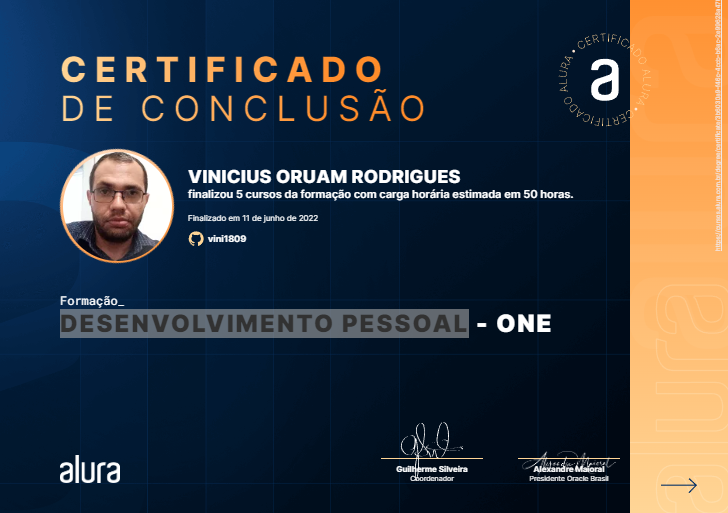 CERTIFICADO
DE CONCLUSÃO
CERTIFICADO ALURA • CERTIFICADO ALURA •
a
VINICIUS ORUAM RODRIGUES
finalizou 5 cursos da formação com carga horária estimada em 50 horas.
Finalizado em 11 de junho de 2022
vini1809
Formação_
DESENVOLVIMENTO PESSOAL - ONE
alura
Guilherme Silveira
Coordenador
Alexandre Maioral
Presidente Oracle Brasil
alura